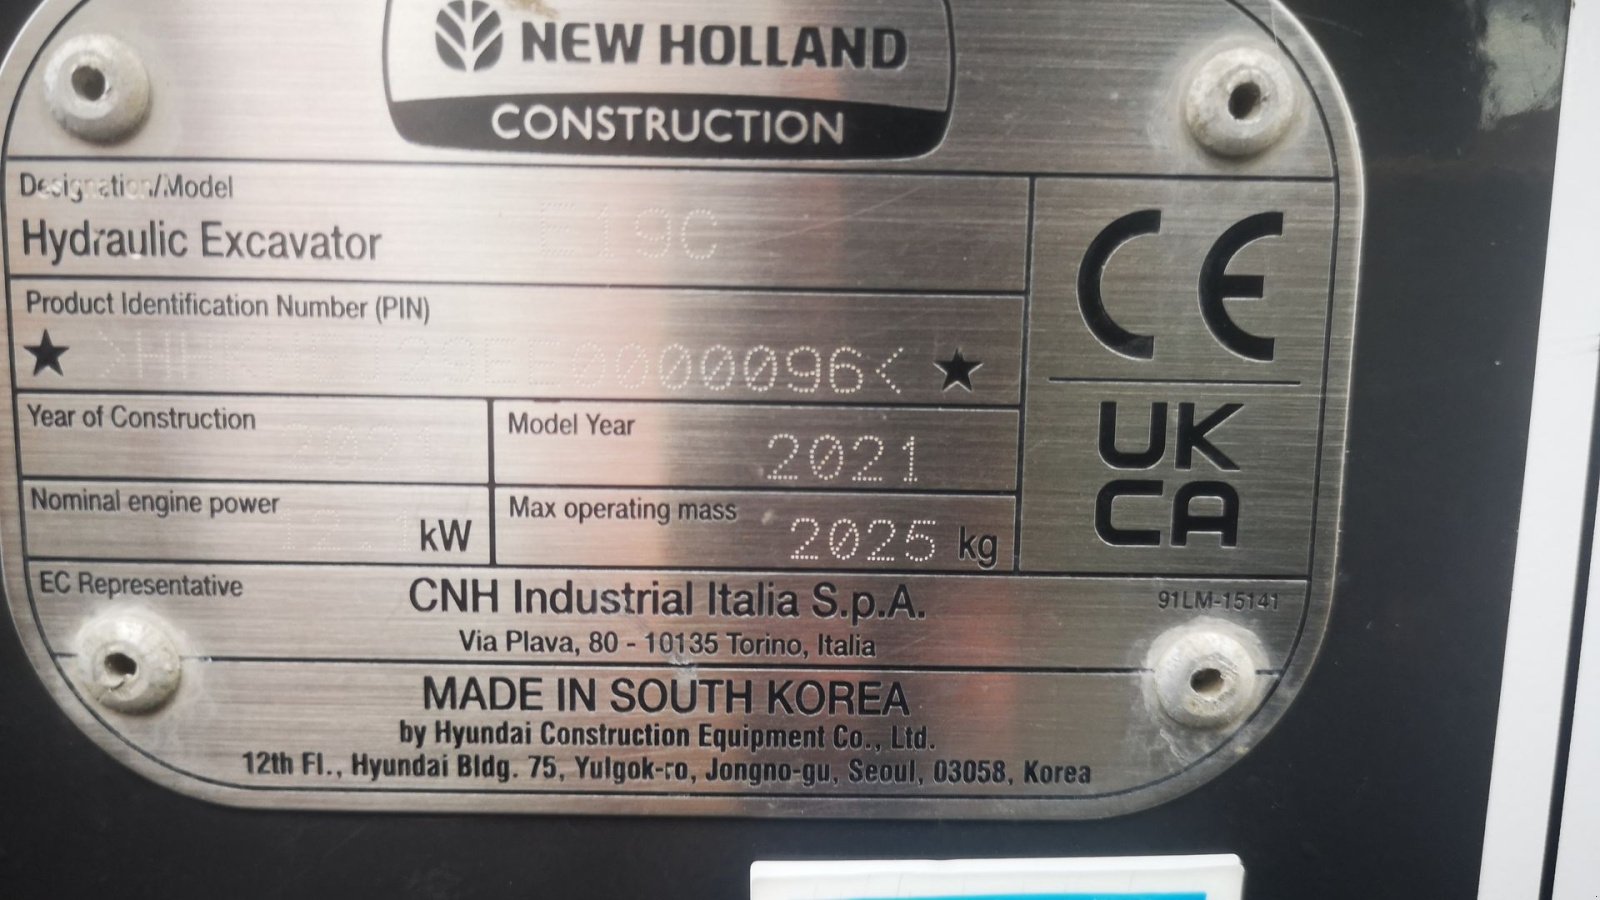 NEW HOLLAND
CONSTRUCTION
Designation/Model
Hydraulic Excavator E19C
Product Identification Number (PIN)
Year of Construction 2021
Model Year 2021
Nominal engine power kW
Max operating mass 2025 kg
CE
UK
CA
EC Representative
CNH Industrial Italia S.p.A.
Via Plava, 80 - 10135 Torino, Italia
91LM-15141
MADE IN SOUTH KOREA
by Hyundai Construction Equipment Co., Ltd.
12th Fl., Hyundai Bldg. 75, Yulgok-ro, Jongno-gu, Seoul, 03058, Korea